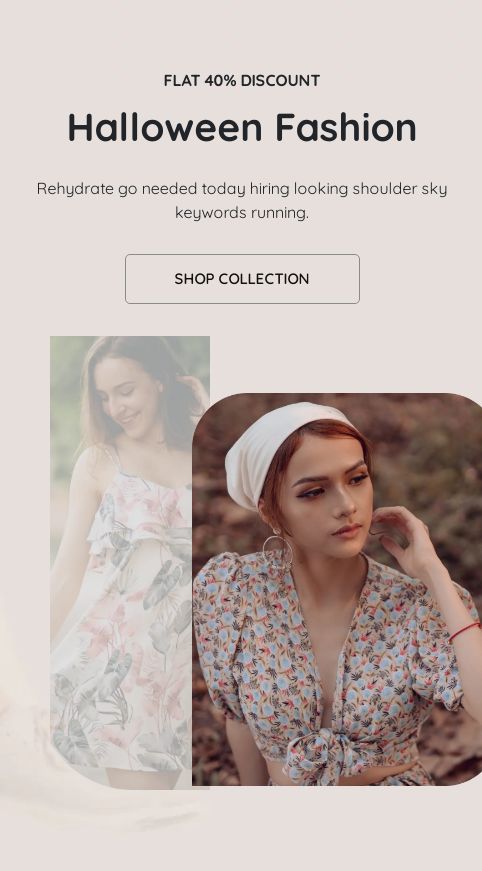 FLAT 40% DISCOUNT
Halloween Fashion
Rehydrate go needed today hiring looking shoulder sky
keywords running.
SHOP COLLECTION